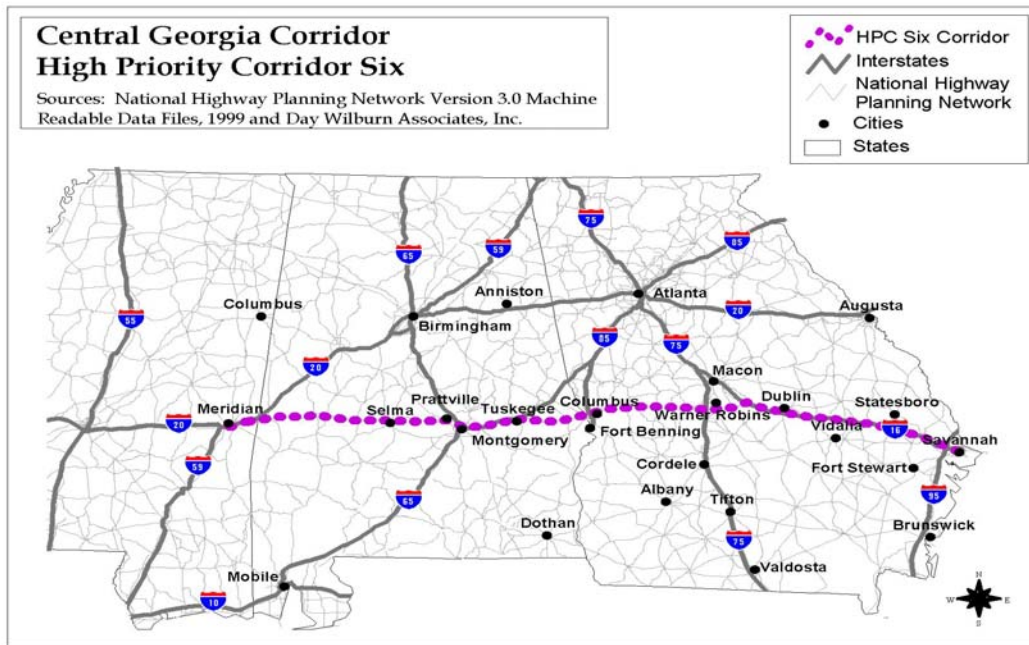 Central Georgia Corridor
High Priority Corridor Six
Sources: National Highway Planning Network Version 3.0 Machine
Readable Data Files, 1999 and Day Wilburn Associates, Inc.
HPC Six Corridor
Interstates
National Highway
Planning Network
Cities
States
75
85
65
59
Columbus
55
Anniston
Birmingham
Atlanta
20
Augusta
20
85
75
Macon
Meridian
Selma
Prattville
Tuskegee
Columbus
Warner Robins
Dublin
Statesboro
20
Montgomery
Fort Benning
Vidalia
16
Savannah
59
Cordele
Fort Stewart
65
Albany
Tifton
95
Dothan
75
Brunswick
Mobile
Valdosta
10
N
W
E
S